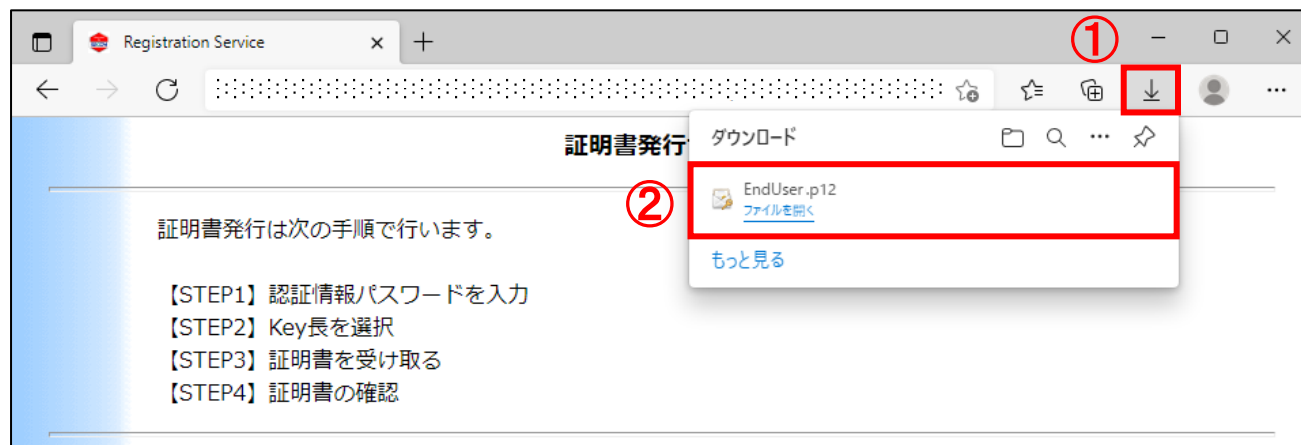 Registration Service
①
証明書発行
ダウンロード
②
EndUser.p12
ファイルを開く
もっと見る
証明書発行は次の手順で行います。
【STEP1】認証情報パスワードを入力
【STEP2】Key長を選択
【STEP3】証明書を受け取る
【STEP4】証明書の確認